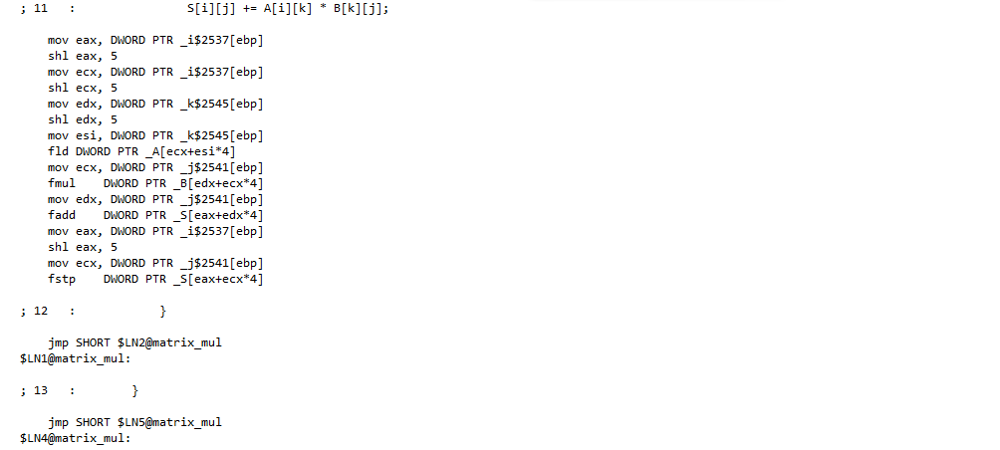 ; 11   :                S[i][j] += A[i][k] * B[k][j];
    mov eax, DWORD PTR _i$2537[ebp]
    shl eax, 5
    mov ecx, DWORD PTR _i$2537[ebp]
    shl ecx, 5
    mov edx, DWORD PTR _k$2545[ebp]
    shl edx, 5
    mov esi, DWORD PTR _k$2545[ebp]
    fld DWORD PTR _A[ecx+esi*4]
    mov ecx, DWORD PTR _j$2541[ebp]
    fmul    DWORD PTR _B[edx+ecx*4]
    mov edx, DWORD PTR _j$2541[ebp]
    fadd    DWORD PTR _S[eax+edx*4]
    mov eax, DWORD PTR _i$2537[ebp]
    shl eax, 5
    mov ecx, DWORD PTR _j$2541[ebp]
    fstp    DWORD PTR _S[eax+ecx*4]
; 12   :            }
    jmp SHORT $LN2@matrix_mul
$LN1@matrix_mul:
; 13   :        }
    jmp SHORT $LN5@matrix_mul
$LN4@matrix_mul: